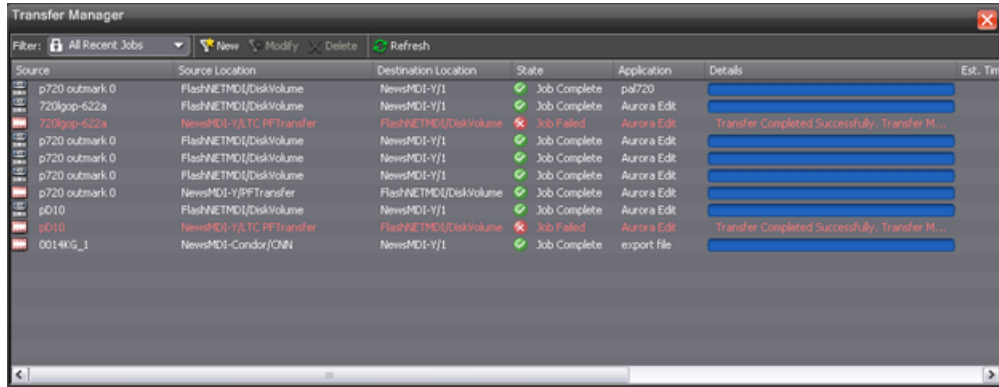 Transfer Manager
Filter: All Recent Jobs New Modify Delete Refresh
Source Source Location Destination Location State Application Details Est. Tim
p720 outmark 0 FlashNETMDI/DiskVolume NewsMDI-Y/1 Job Complete pal720
720lgop-622a FlashNETMDI/DiskVolume NewsMDI-Y/1 Job Complete Aurora Edit
720lgop-622a NewsMDI-Y/LTC PFTransfer FlashNETMDI/DiskVolume Job Failed Aurora Edit Transfer Completed Successfully. Transfer M...
p720 outmark 0 FlashNETMDI/DiskVolume NewsMDI-Y/1 Job Complete Aurora Edit
p720 outmark 0 FlashNETMDI/DiskVolume NewsMDI-Y/1 Job Complete Aurora Edit
p720 outmark 0 FlashNETMDI/DiskVolume NewsMDI-Y/1 Job Complete Aurora Edit
p720 outmark 0 NewsMDI-Y/PFTransfer FlashNETMDI/DiskVolume Job Complete Aurora Edit
pD10 FlashNETMDI/DiskVolume NewsMDI-Y/1 Job Complete Aurora Edit
pD10 NewsMDI-Y/LTC PFTransfer FlashNETMDI/DiskVolume Job Failed Aurora Edit Transfer Completed Successfully. Transfer M...
0014KG_1 NewsMDI-Condor/CNN NewsMDI-Y/1 Job Complete export file